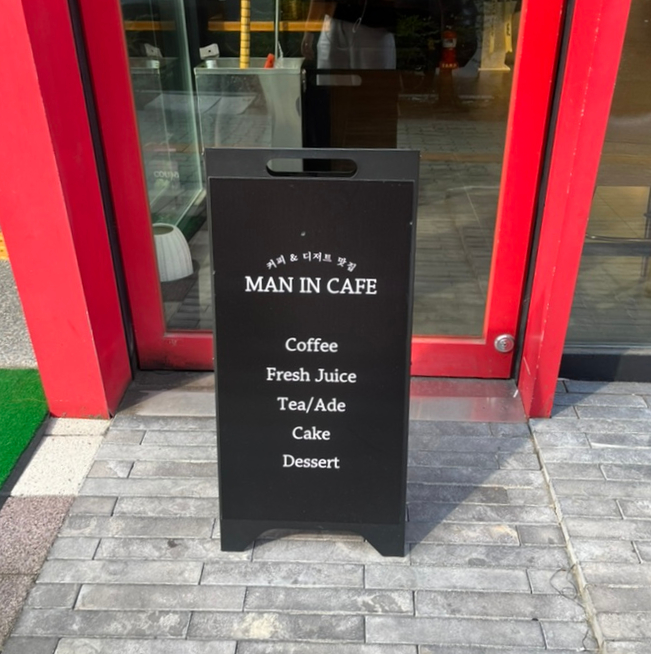 커피 & 디저트 맛집
MAN IN CAFE
Coffee
Fresh Juice
Tea/Ade
Cake
Dessert